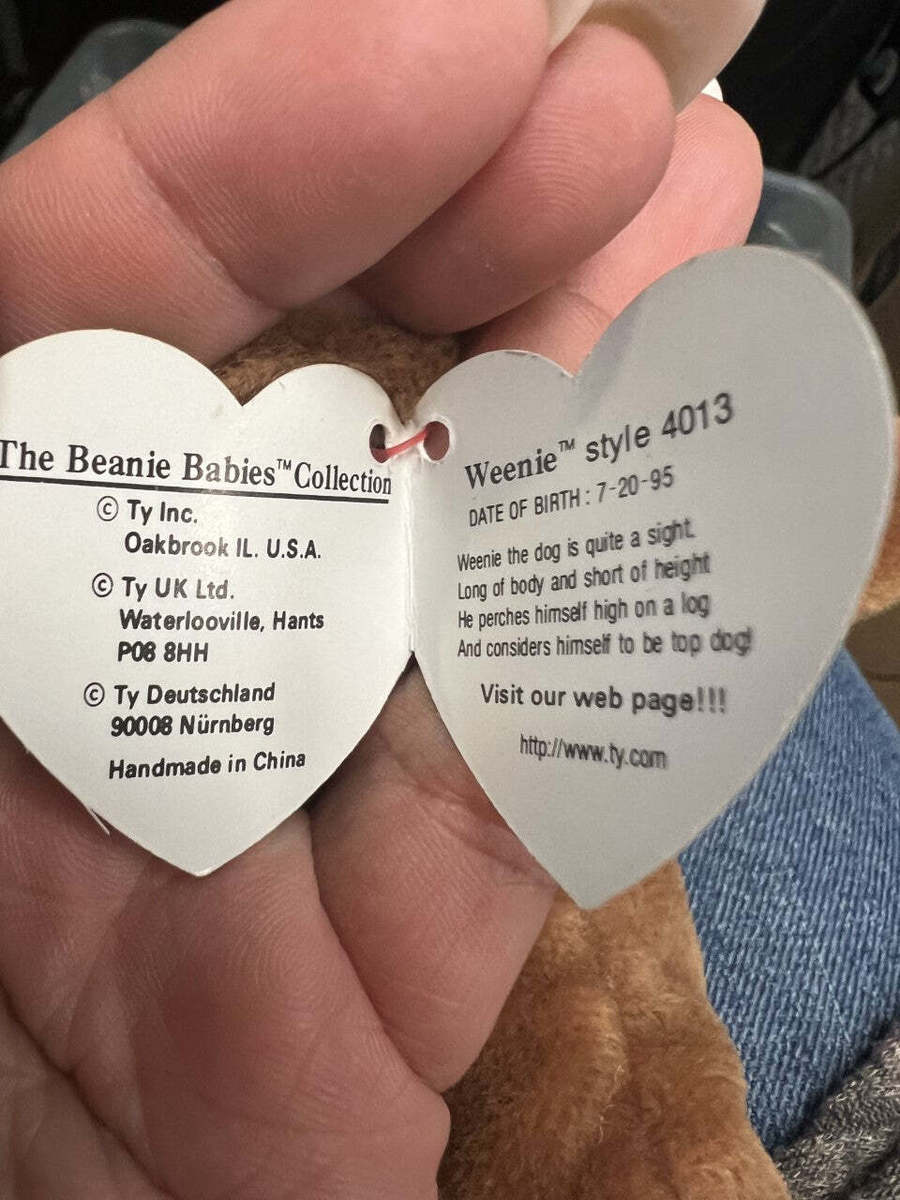 The Beanie Babies™ Collection
© Ty Inc.
Oakbrook IL. U.S.A.
© Ty UK Ltd.
Waterlooville, Hants
P08 8HH
© Ty Deutschland
90008 Nürnberg
Handmade in China
Weenie™ style 4013
DATE OF BIRTH : 7-20-95
Weenie the dog is quite a sight.
Long of body and short of height
He perches himself high on a log
And considers himself to be top dog!
Visit our web page!!!
http://www.ty.com